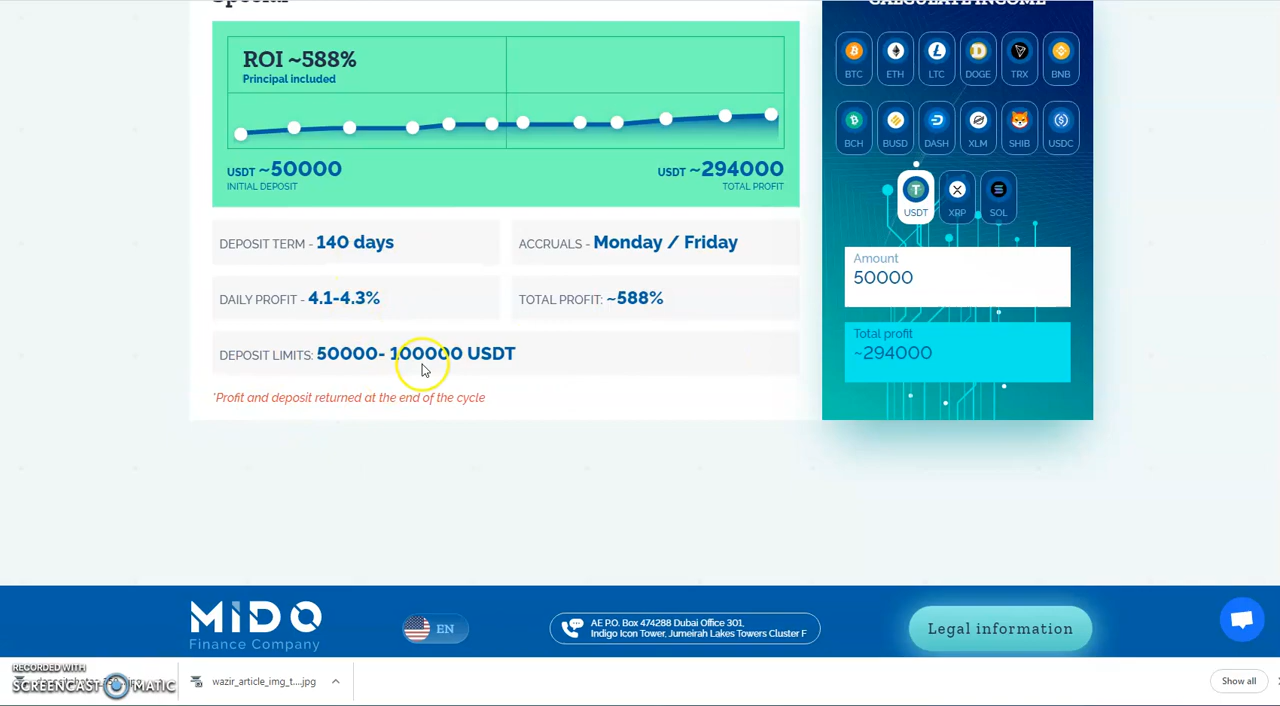 Special
ROI ~588%
Principal included
USDT ~50000
INITIAL DEPOSIT
USDT ~294000
TOTAL PROFIT
DEPOSIT TERM - 140 days
ACCRUALS - Monday / Friday
DAILY PROFIT - 4.1-4.3%
TOTAL PROFIT: ~588%
DEPOSIT LIMITS: 50000- 100000 USDT
*Profit and deposit returned at the end of the cycle
CALCULATE INCOME
BTC ETH LTC DOGE TRX BNB
BCH BUSD DASH XLM SHIB USDC
USDT XRP SOL
Amount
50000
Total profit
~294000
MIDO
Finance Company
EN
AE P.O. Box 474288 Dubai Office 301,
Indigo Icon Tower, Jumeirah Lakes Towers Cluster F
Legal information
RECORDED WITH
SCREENCAST MATIC
wazir_article_img_t....jpg
Show all